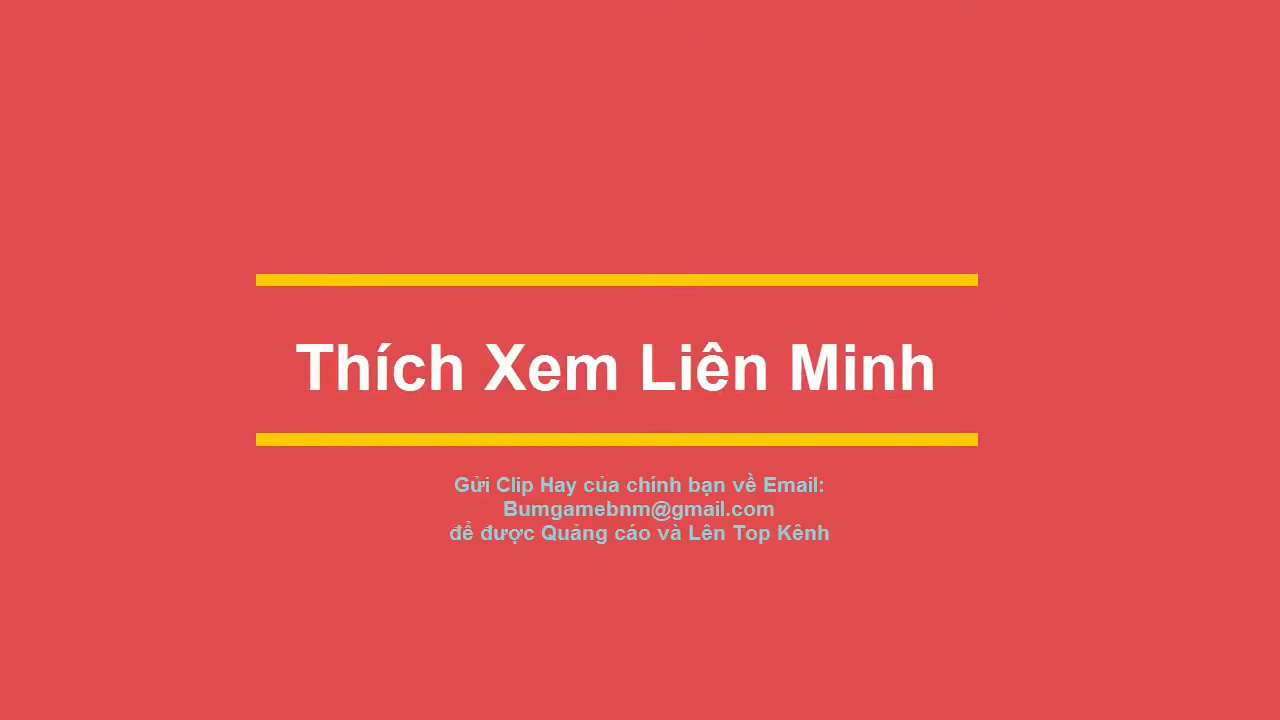 Thích Xem Liên Minh
Gửi Clip Hay của chính bạn về Email:
Bumgamebnm@gmail.com
để được Quảng cáo và Lên Top Kênh